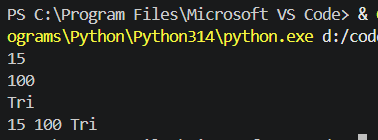 PS C:\Program Files\Microsoft VS Code> &
ograms\Python\Python314\python.exe d:/cod
15
100
Tri
15 100 Tri